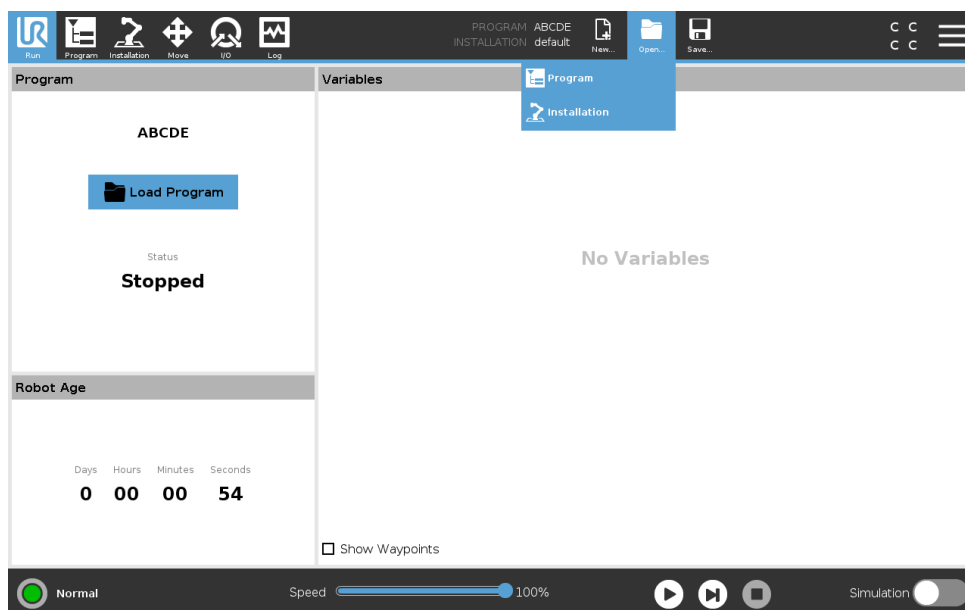 UR
Run
Program
Installation
Move
I/O
Log
PROGRAM ABCDE
INSTALLATION default
New...
Open...
Save...
C C
C C
Program
Installation
Program
ABCDE
Load Program
Status
Stopped
Variables
No Variables
Robot Age
Days Hours Minutes Seconds
0 00 00 54
Show Waypoints
Normal
Speed 100%
Simulation